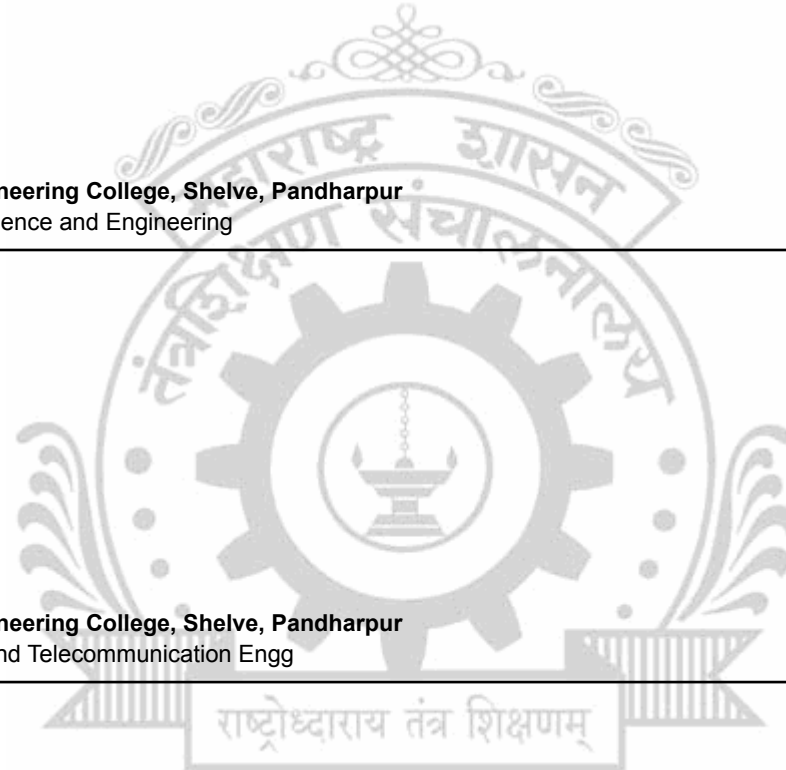 महाराष्ट्र शासन
neering College, Shelve, Pandharpur
ence and Engineering
तंत्रशिक्षण संचालनालय
neering College, Shelve, Pandharpur
nd Telecommunication Engg
राष्ट्रोध्दाराय तंत्र शिक्षणम्